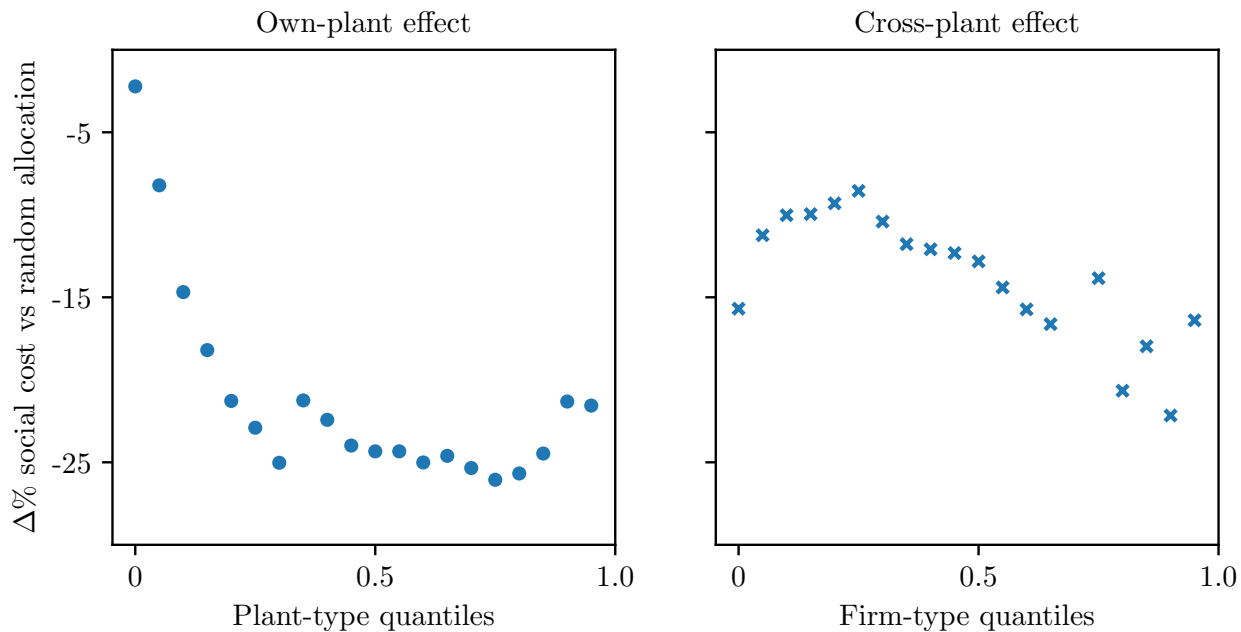 Own-plant effect
Cross-plant effect
Δ% social cost vs random allocation
-5
-15
-25
0
0.5
1.0
0
0.5
1.0
Plant-type quantiles
Firm-type quantiles